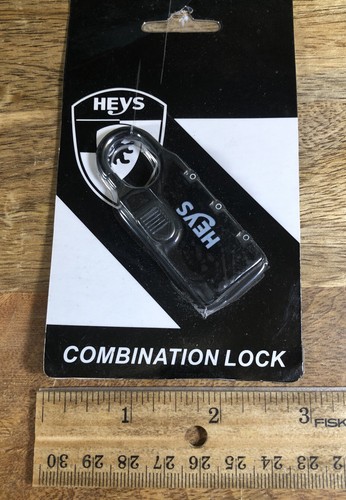 HEYS
HEYS
COMBINATION LOCK
1 2 3 FISK
30 29 28 27 26 25 24 23 22